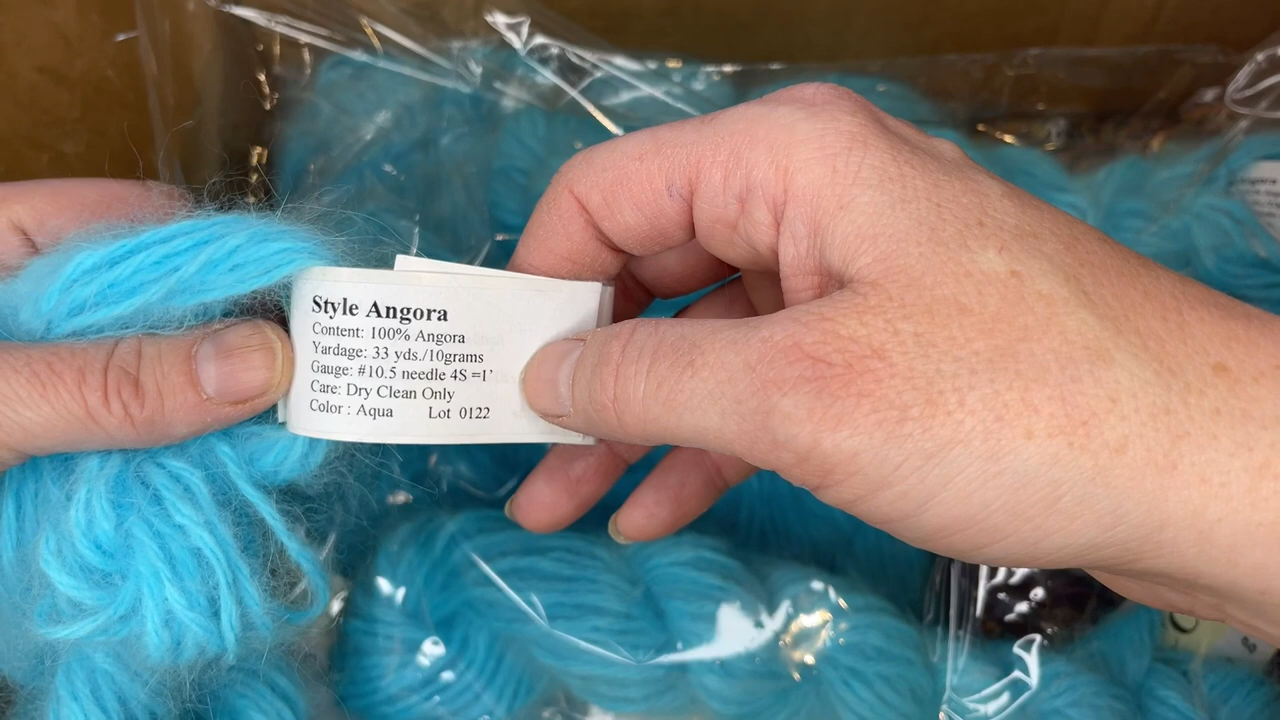 Style Angora
Content: 100% Angora
Yardage: 33 yds./10grams
Gauge: #10.5 needle 4S =1'
Care: Dry Clean Only
Color : Aqua Lot 0122
Angora